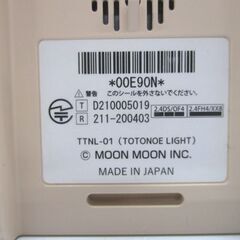 *00E90N*
⚠ 警告 このシールを外さないでください
T D210005019 2.4DS/OF4 2.4FH4/XX8
R 211-200403
TTNL-01 (TOTONOE LIGHT)
© MOON MOON INC.
MADE IN JAPAN